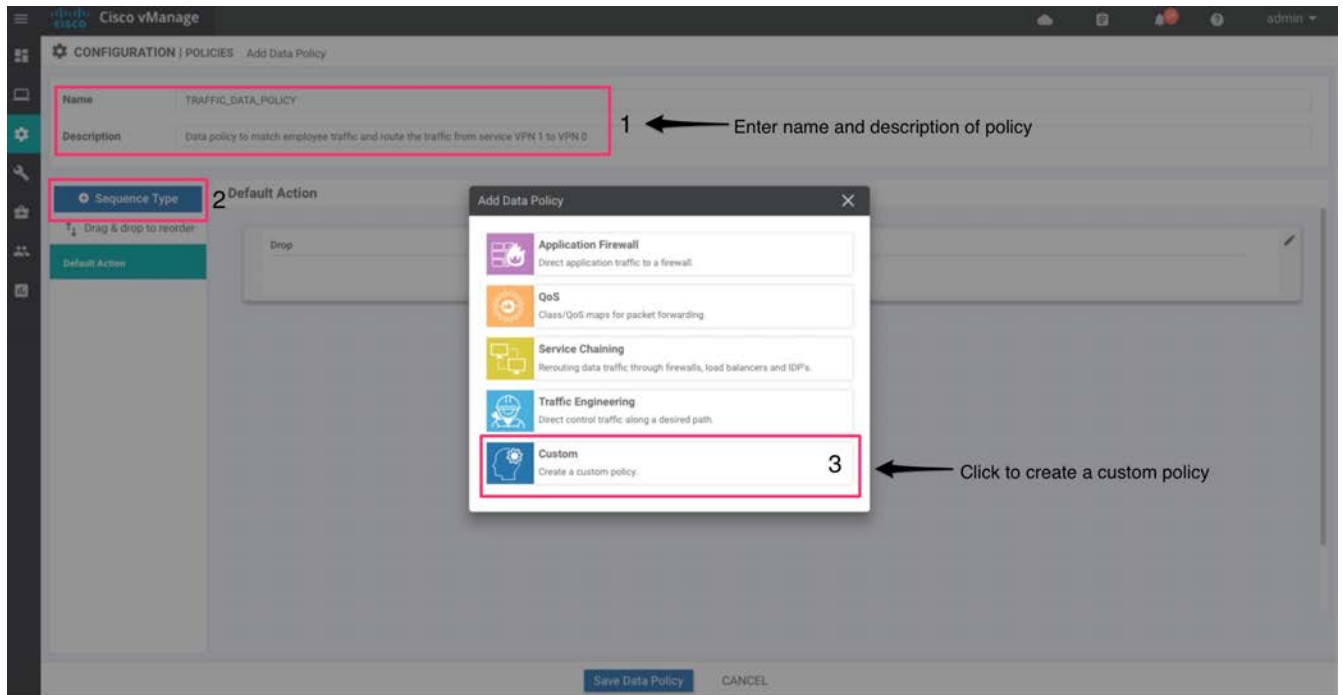 cisco Cisco vManage admin
CONFIGURATION | POLICIES Add Data Policy
Name TRAFFIC_DATA_POLICY
Description Data policy to match employee traffic and route the traffic from service VPN 1 to VPN 0
1 Enter name and description of policy
Sequence Type
2
Drag & drop to reorder
Default Action
Default Action
Drop
Add Data Policy
Application Firewall
Direct application traffic to a firewall.
QoS
Class/QoS maps for packet forwarding.
Service Chaining
Rerouting data traffic through firewalls, load balancers and IDP's.
Traffic Engineering
Direct control traffic along a desired path.
Custom
Create a custom policy.
3 Click to create a custom policy
Save Data Policy CANCEL